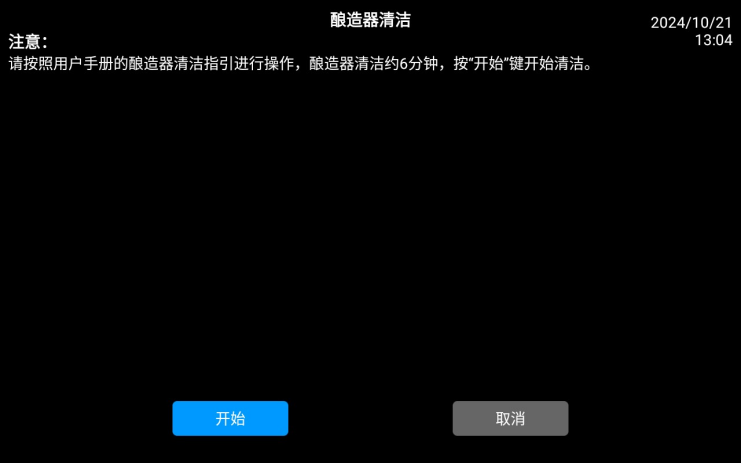 酿造器清洁
2024/10/21
13:04
注意：
请按照用户手册的酿造器清洁指引进行操作，酿造器清洁约6分钟，按“开始”键开始清洁。
开始
取消